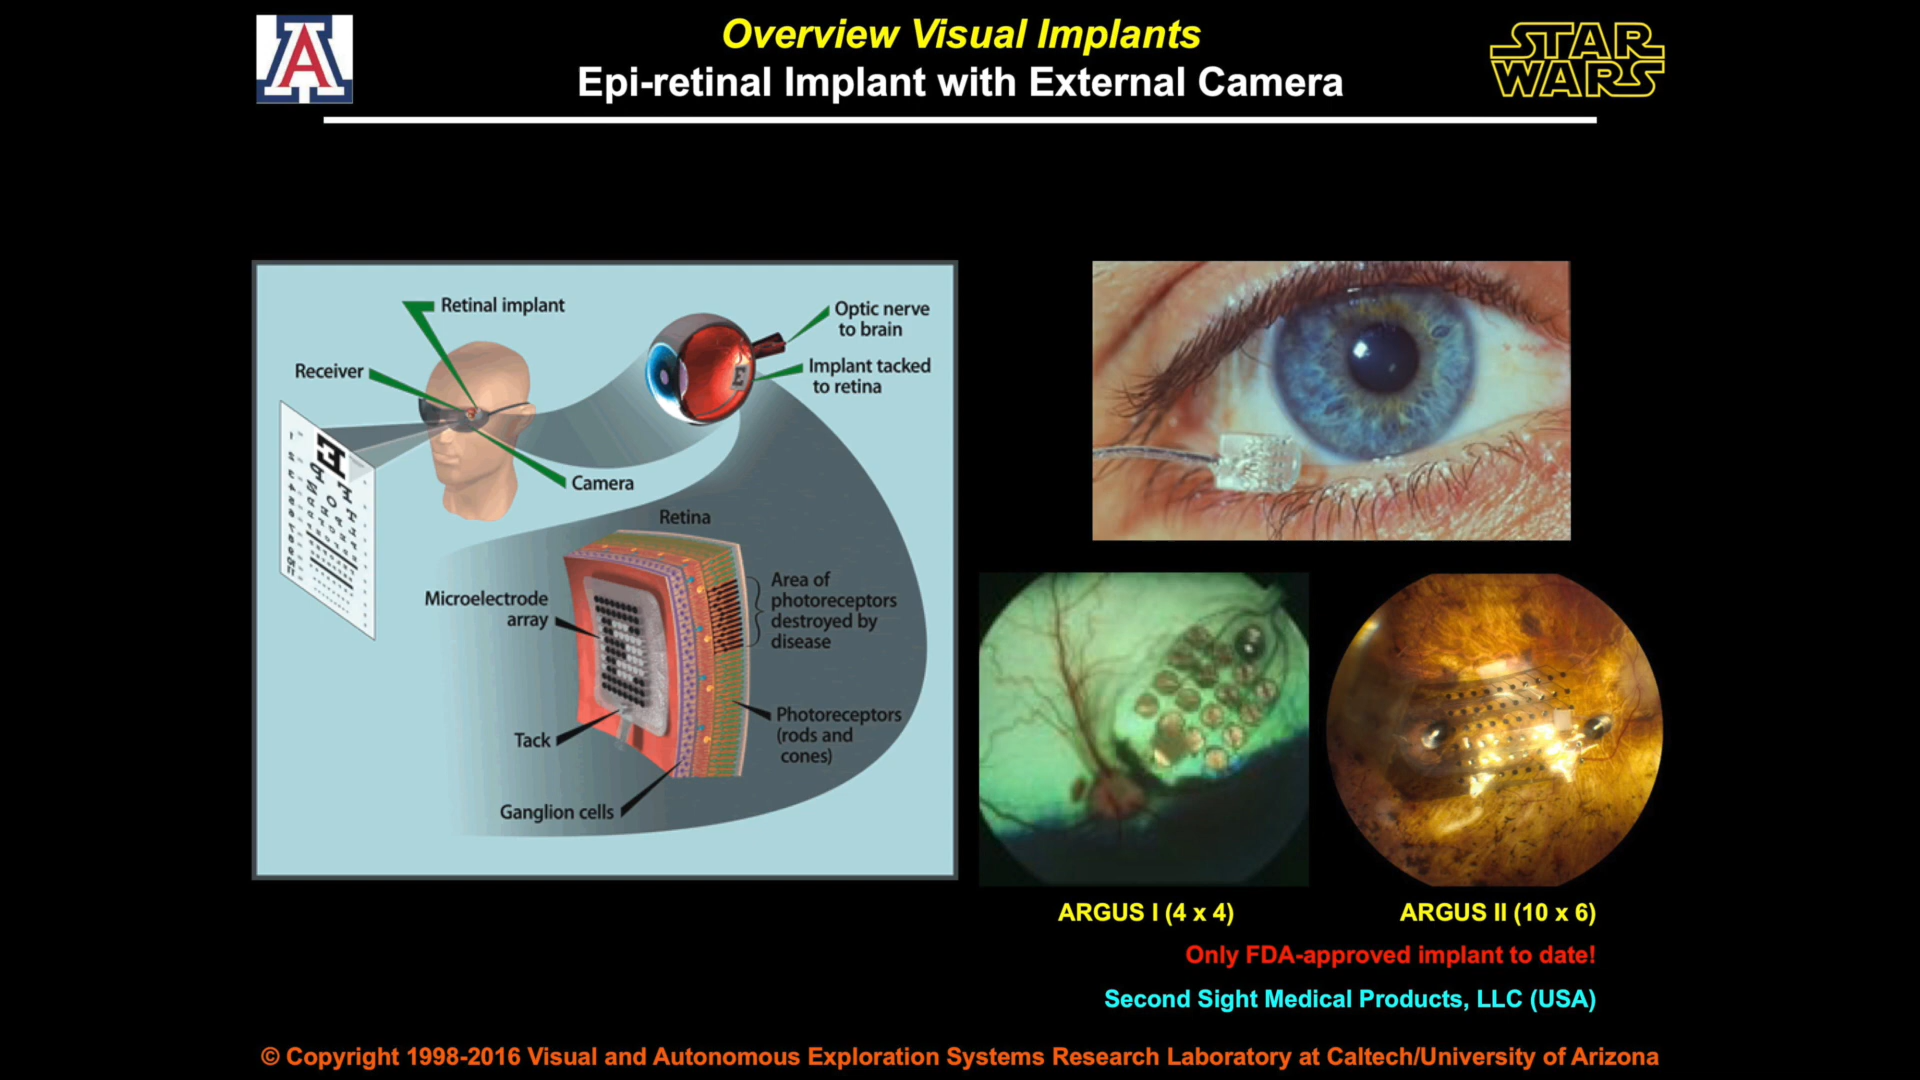 Overview Visual Implants
Epi-retinal Implant with External Camera
STAR
WARS
A
Retinal implant
Receiver
Optic nerve
to brain
Implant tacked
to retina
Camera
Retina
Microelectrode
array
Area of
photoreceptors
destroyed by
disease
Tack
Photoreceptors
(rods and
cones)
Ganglion cells
E
ARGUS I (4 x 4)
ARGUS II (10 x 6)
Only FDA-approved implant to date!
Second Sight Medical Products, LLC (USA)
© Copyright 1998-2016 Visual and Autonomous Exploration Systems Research Laboratory at Caltech/University of Arizona